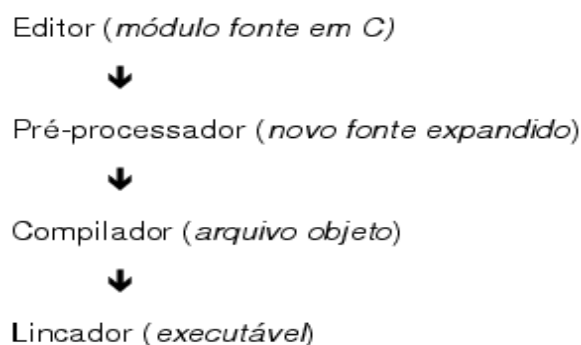 Editor (módulo fonte em C)
Pré-processador (novo fonte expandido)
Compilador (arquivo objeto)
Lincador (executável)